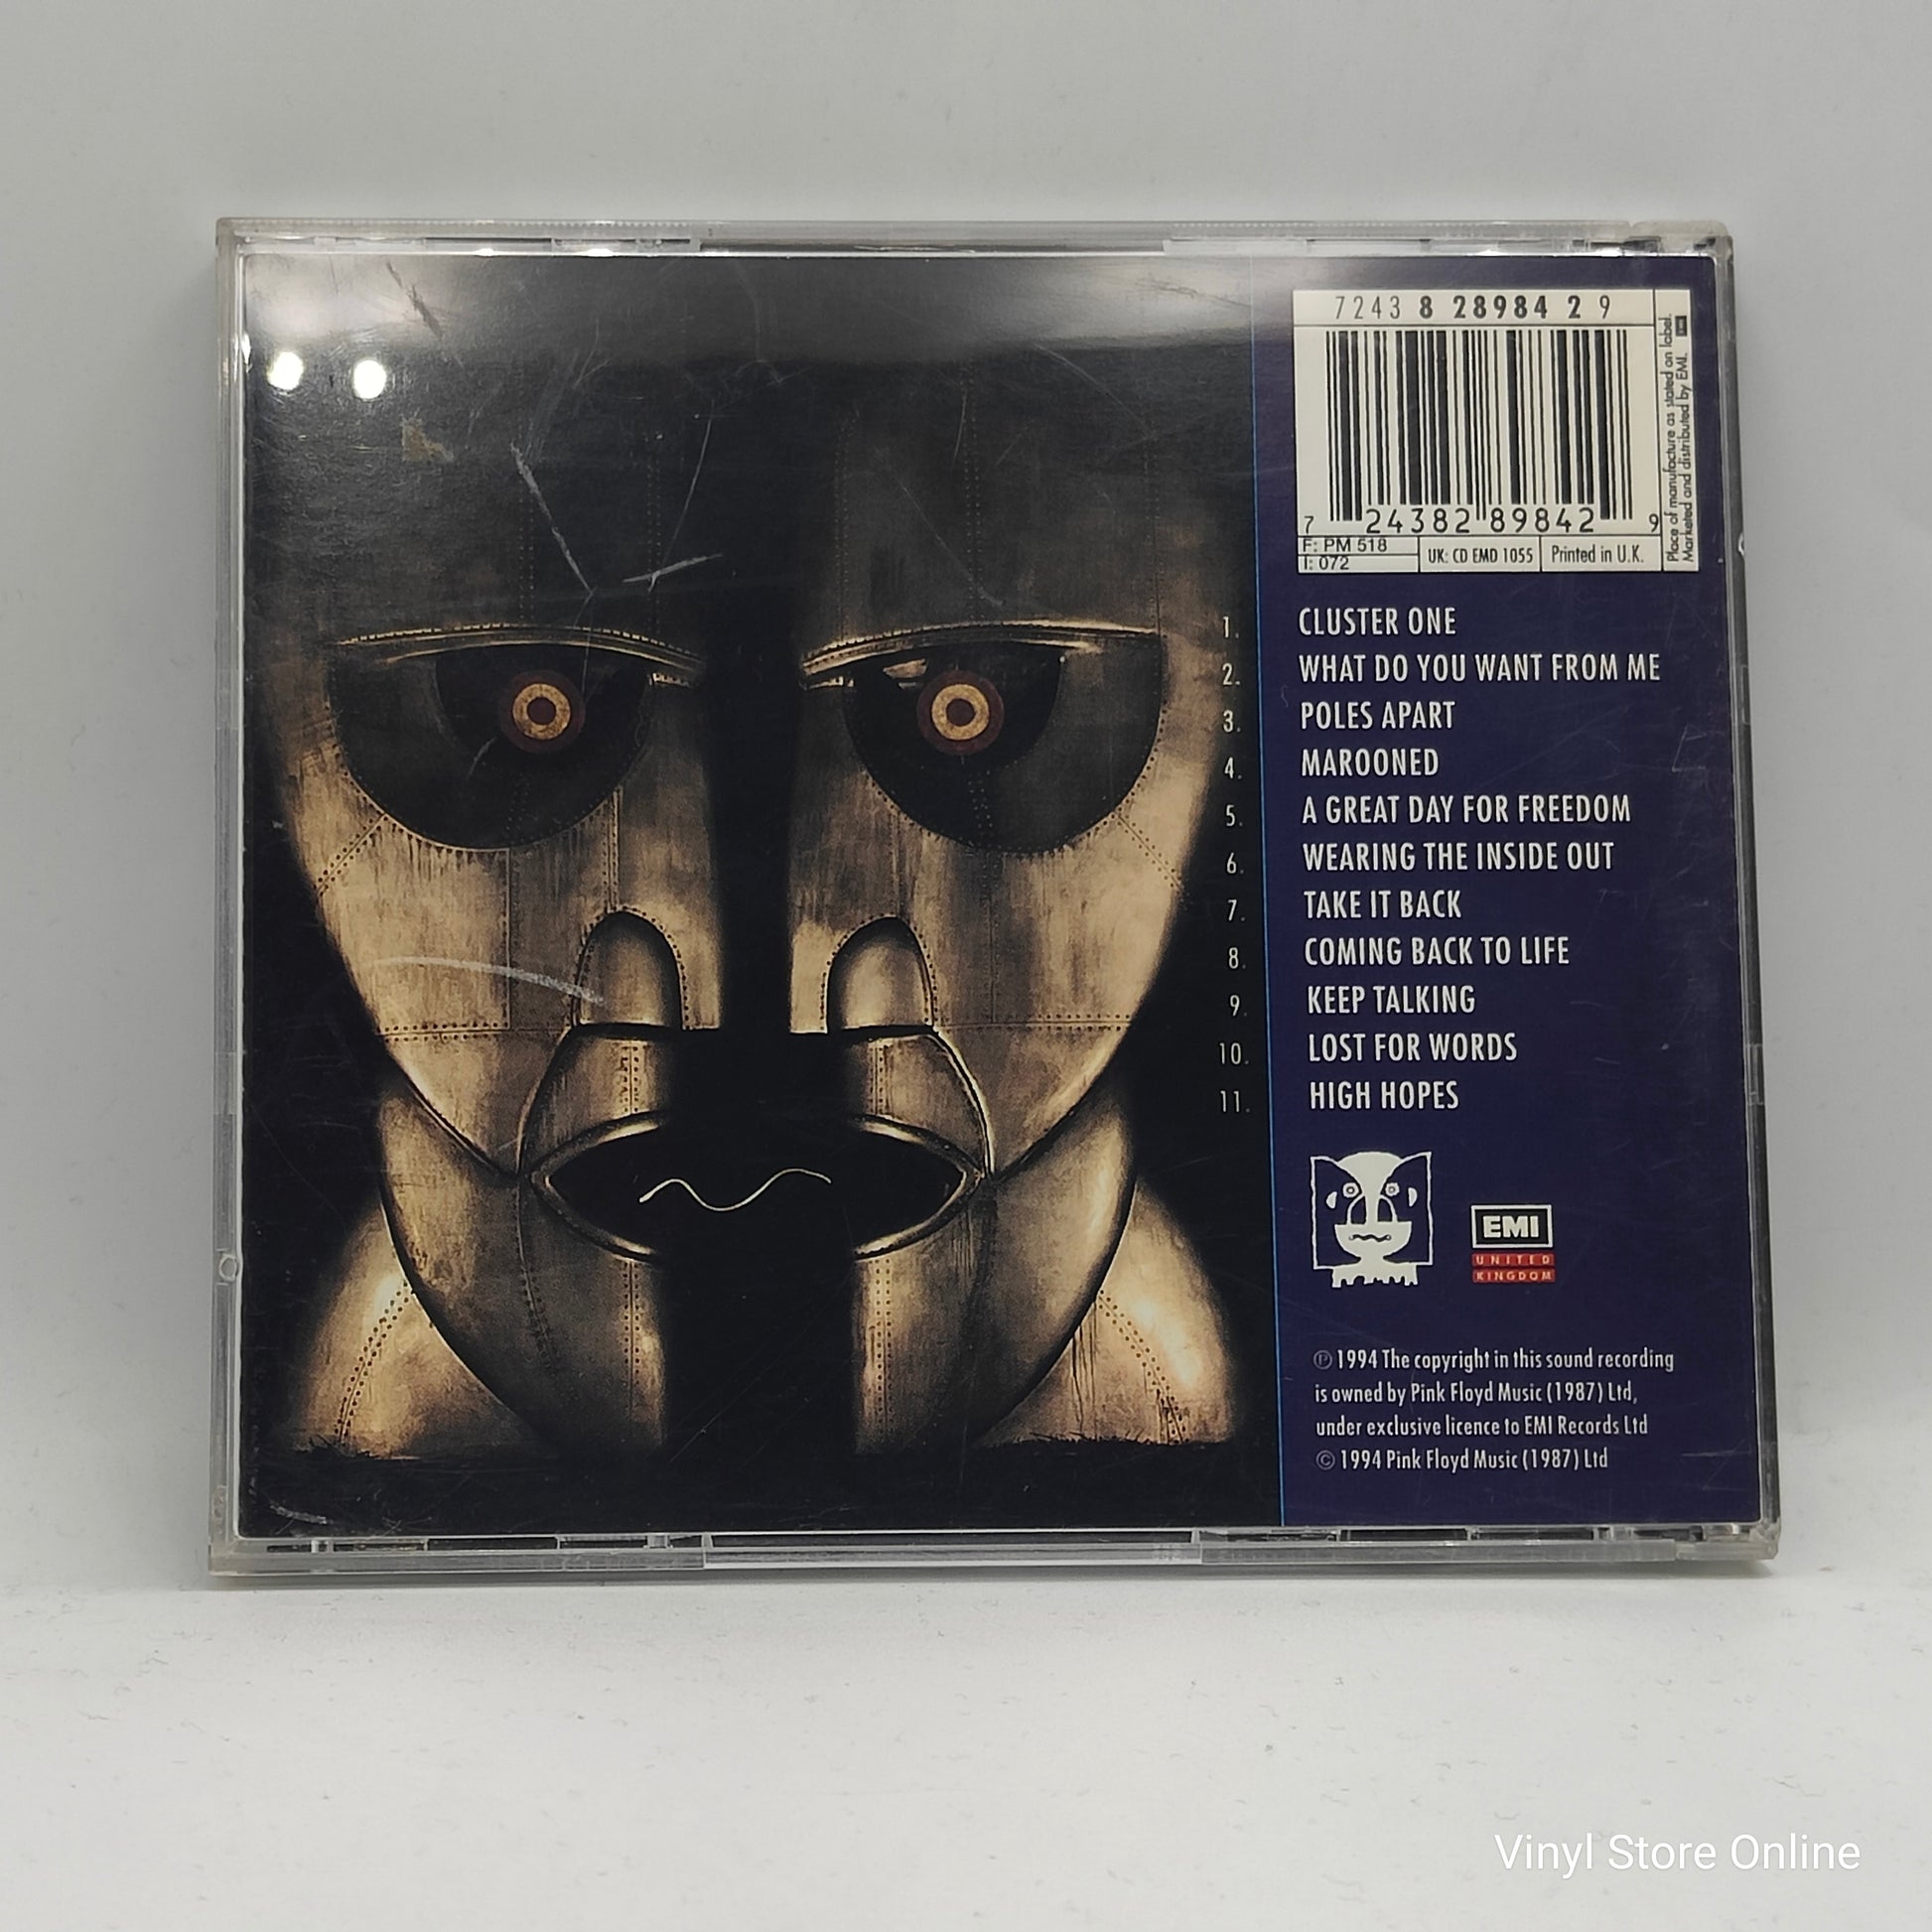 7243 8 28984 2 9
7 24382 89842 9
F: PM 518
I: 072
UK: CD EMD 1055
Printed in U.K.
Place of manufacture as stated on label.
Marketed and distributed by EMI.
1. CLUSTER ONE
2. WHAT DO YOU WANT FROM ME
3. POLES APART
4. MAROONED
5. A GREAT DAY FOR FREEDOM
6. WEARING THE INSIDE OUT
7. TAKE IT BACK
8. COMING BACK TO LIFE
9. KEEP TALKING
10. LOST FOR WORDS
11. HIGH HOPES
EMI
UNITED
KINGDOM
℗ 1994 The copyright in this sound recording
is owned by Pink Floyd Music (1987) Ltd,
under exclusive licence to EMI Records Ltd
© 1994 Pink Floyd Music (1987) Ltd
Vinyl Store Online